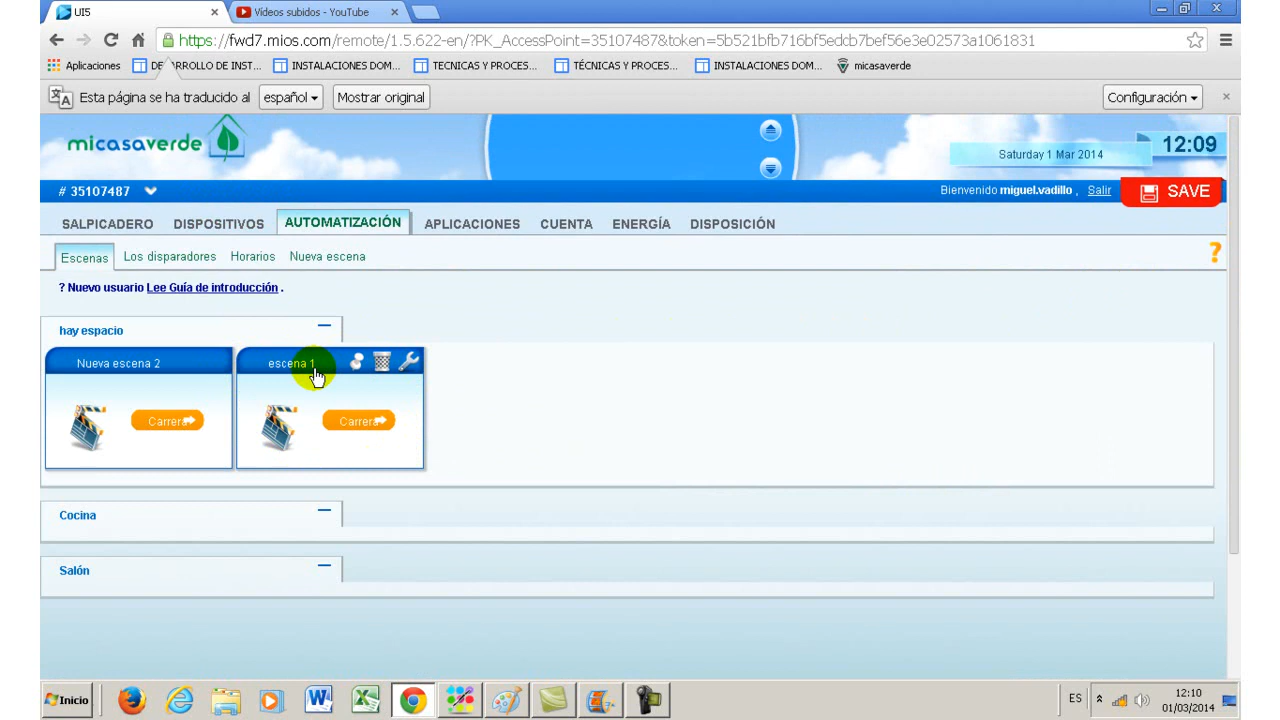 UI5
Vídeos subidos - YouTube
https://fwd7.mios.com/remote/1.5.622-en/?PK_AccessPoint=35107487&token=5b521bfb716bf5edcb7bef56e3e02573a1061831
Aplicaciones
INSTALACIONES DOM...
TECNICAS Y PROCES...
TÉCNICAS Y PROCES...
INSTALACIONES DOM...
micasaverde
Esta página se ha traducido al
español
Mostrar original
Configuración
micasaverde
Saturday 1 Mar 2014
12:09
# 35107487
Bienvenido miguel.vadillo , Salir
SAVE
SALPICADERO DISPOSITIVOS AUTOMATIZACIÓN APLICACIONES CUENTA ENERGÍA DISPOSICIÓN
Escenas Los disparadores Horarios Nueva escena
?
? Nuevo usuario Lee Guía de introducción .
hay espacio
Nueva escena 2
escena 1
Carrera
Carrera
Cocina
Salón
Inicio
ES
12:10
01/03/2014